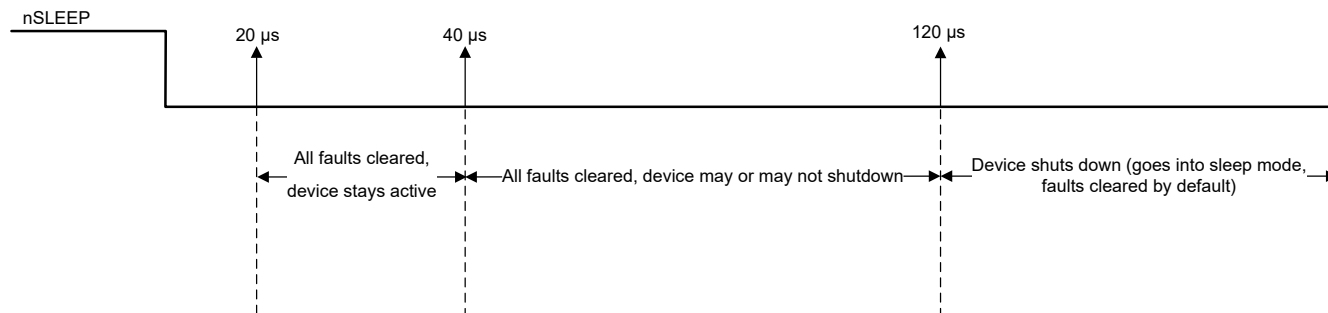 nSLEEP
20 µs
40 µs
120 µs
All faults cleared,
device stays active
All faults cleared, device may or may not shutdown
Device shuts down (goes into sleep mode,
faults cleared by default)